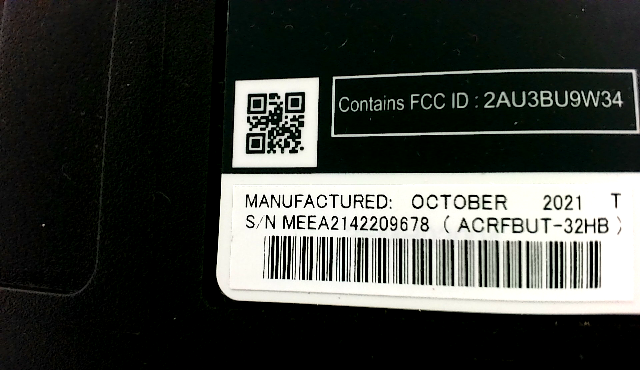 Contains FCC ID : 2AU3BU9W34
MANUFACTURED: OCTOBER 2021 T
S/N MEEA2142209678 ( ACRFBUT-32HB )